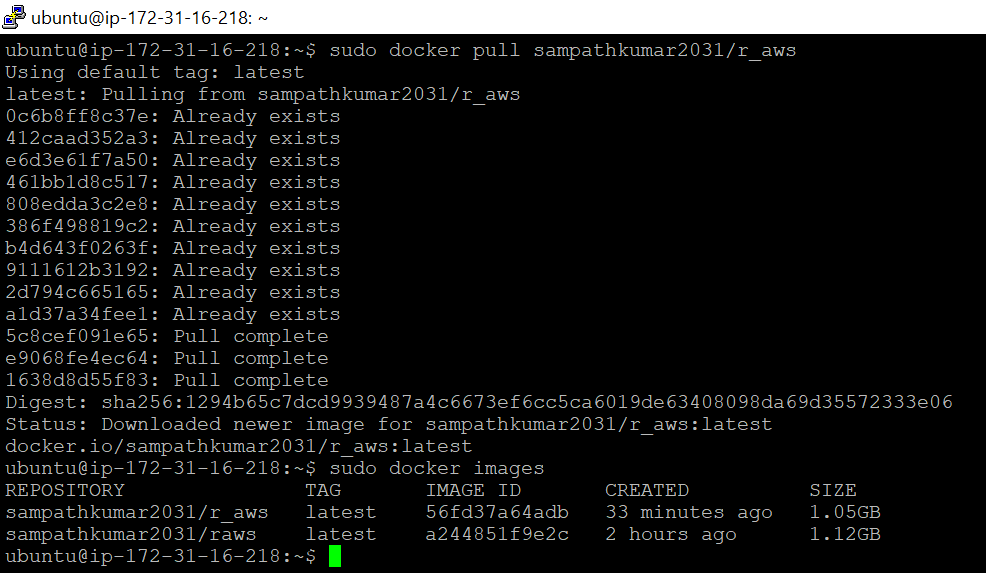 ubuntu@ip-172-31-16-218: ~
ubuntu@ip-172-31-16-218:~$ sudo docker pull sampathkumar2031/r_aws
Using default tag: latest
latest: Pulling from sampathkumar2031/r_aws
0c6b8ff8c37e: Already exists
412caad352a3: Already exists
e6d3e61f7a50: Already exists
461bb1d8c517: Already exists
808edda3c2e8: Already exists
386f498819c2: Already exists
b4d643f0263f: Already exists
9111612b3192: Already exists
2d794c665165: Already exists
a1d37a34fee1: Already exists
5c8cef091e65: Pull complete
e9068fe4ec64: Pull complete
1638d8d55f83: Pull complete
Digest: sha256:1294b65c7dcd9939487a4c6673ef6cc5ca6019de63408098da69d35572333e06
Status: Downloaded newer image for sampathkumar2031/r_aws:latest
docker.io/sampathkumar2031/r_aws:latest
ubuntu@ip-172-31-16-218:~$ sudo docker images
REPOSITORY TAG IMAGE ID CREATED SIZE
sampathkumar2031/r_aws latest 56fd37a64adb 33 minutes ago 1.05GB
sampathkumar2031/raws latest a244851f9e2c 2 hours ago 1.12GB
ubuntu@ip-172-31-16-218:~$